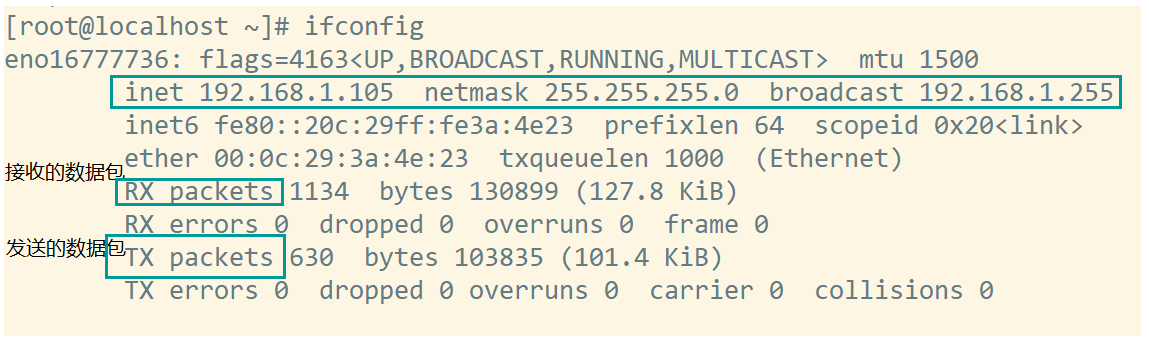 [root@localhost ~]# ifconfig
eno16777736: flags=4163<UP,BROADCAST,RUNNING,MULTICAST>  mtu 1500
inet 192.168.1.105  netmask 255.255.255.0  broadcast 192.168.1.255
inet6 fe80::20c:29ff:fe3a:4e23  prefixlen 64  scopeid 0x20<link>
ether 00:0c:29:3a:4e:23  txqueuelen 1000  (Ethernet)
接收的数据包
RX packets 1134  bytes 130899 (127.8 KiB)
RX errors 0  dropped 0  overruns 0  frame 0
发送的数据包
TX packets 630  bytes 103835 (101.4 KiB)
TX errors 0  dropped 0 overruns 0  carrier 0  collisions 0